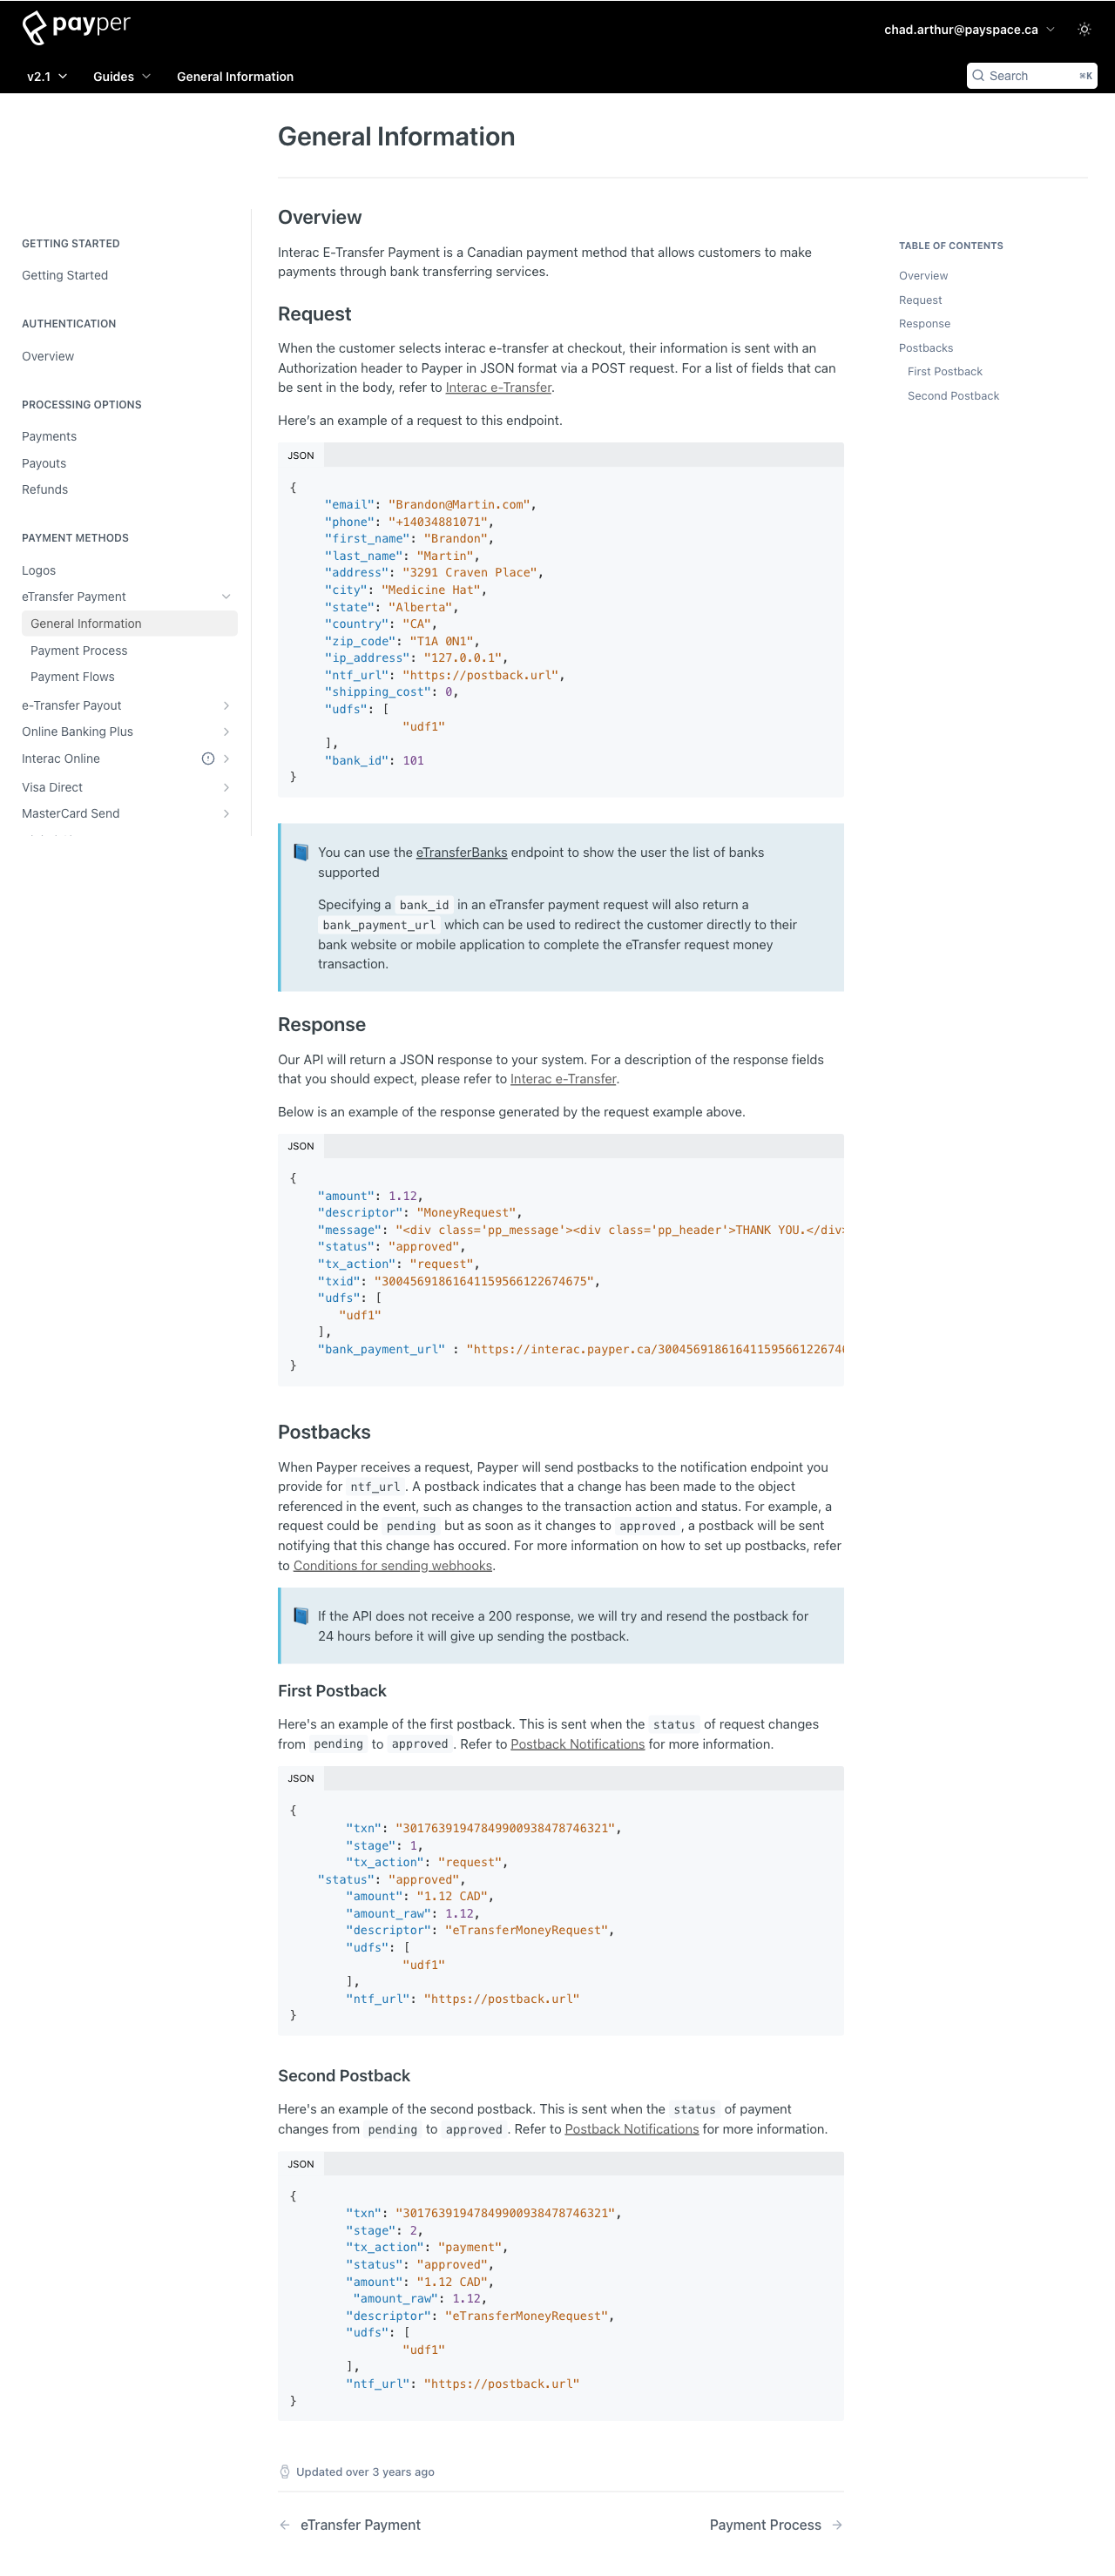 payper
chad.arthur@payspace.ca
v2.1 Guides General Information
Search ⌘K
General Information
GETTING STARTED
Getting Started
AUTHENTICATION
Overview
PROCESSING OPTIONS
Payments
Payouts
Refunds
PAYMENT METHODS
Logos
eTransfer Payment
General Information
Payment Process
Payment Flows
e-Transfer Payout
Online Banking Plus
Interac Online
Visa Direct
MasterCard Send
Overview
Interac E-Transfer Payment is a Canadian payment method that allows customers to make
payments through bank transferring services.
Request
When the customer selects interac e-transfer at checkout, their information is sent with an
Authorization header to Payper in JSON format via a POST request. For a list of fields that can
be sent in the body, refer to Interac e-Transfer.
Here's an example of a request to this endpoint.
JSON
{
"email": "Brandon@Martin.com",
"phone": "+14034881071",
"first_name": "Brandon",
"last_name": "Martin",
"address": "3291 Craven Place",
"city": "Medicine Hat",
"state": "Alberta",
"country": "CA",
"zip_code": "T1A 0N1",
"ip_address": "127.0.0.1",
"ntf_url": "https://postback.url",
"shipping_cost": 0,
"udfs": [
"udf1"
],
"bank_id": 101
}
You can use the eTransferBanks endpoint to show the user the list of banks
supported
Specifying a bank_id in an eTransfer payment request will also return a
bank_payment_url which can be used to redirect the customer directly to their
bank website or mobile application to complete the eTransfer request money
transaction.
Response
Our API will return a JSON response to your system. For a description of the response fields
that you should expect, please refer to Interac e-Transfer.
Below is an example of the response generated by the request example above.
JSON
{
"amount": 1.12,
"descriptor": "MoneyRequest",
"message": "<div class='pp_message'><div class='pp_header'>THANK YOU.</div>
"status": "approved",
"tx_action": "request",
"txid": "30045691861641159566122674675",
"udfs": [
"udf1"
],
"bank_payment_url" : "https://interac.payper.ca/300456918616411595661226746
}
Postbacks
When Payper receives a request, Payper will send postbacks to the notification endpoint you
provide for ntf_url . A postback indicates that a change has been made to the object
referenced in the event, such as changes to the transaction action and status. For example, a
request could be pending but as soon as it changes to approved , a postback will be sent
notifying that this change has occured. For more information on how to set up postbacks, refer
to Conditions for sending webhooks.
If the API does not receive a 200 response, we will try and resend the postback for
24 hours before it will give up sending the postback.
First Postback
Here's an example of the first postback. This is sent when the status of request changes
from pending to approved . Refer to Postback Notifications for more information.
JSON
{
"txn": "30176391947849900938478746321",
"stage": 1,
"tx_action": "request",
"status": "approved",
"amount": "1.12 CAD",
"amount_raw": 1.12,
"descriptor": "eTransferMoneyRequest",
"udfs": [
"udf1"
],
"ntf_url": "https://postback.url"
}
Second Postback
Here's an example of the second postback. This is sent when the status of payment
changes from pending to approved . Refer to Postback Notifications for more information.
JSON
{
"txn": "30176391947849900938478746321",
"stage": 2,
"tx_action": "payment",
"status": "approved",
"amount": "1.12 CAD",
"amount_raw": 1.12,
"descriptor": "eTransferMoneyRequest",
"udfs": [
"udf1"
],
"ntf_url": "https://postback.url"
}
Updated over 3 years ago
← eTransfer Payment Payment Process →
TABLE OF CONTENTS
Overview
Request
Response
Postbacks
First Postback
Second Postback